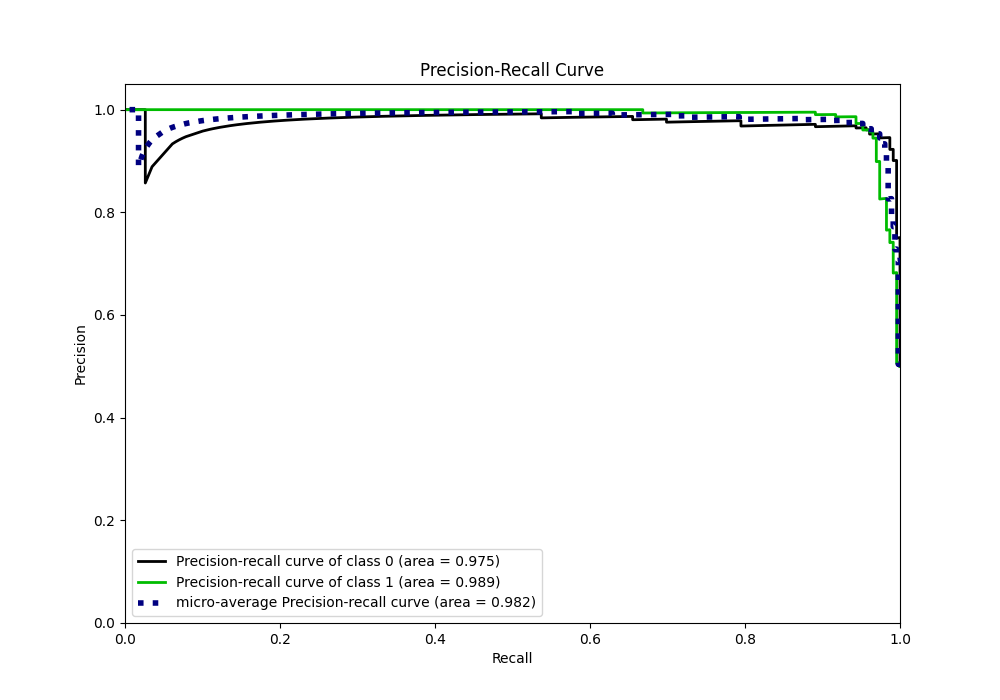 Precision-Recall Curve
1.0
0.8
0.6
0.4
0.2
0.0
Precision
Precision-recall curve of class 0 (area = 0.975)
Precision-recall curve of class 1 (area = 0.989)
micro-average Precision-recall curve (area = 0.982)
0.0 0.2 0.4 0.6 0.8 1.0
Recall